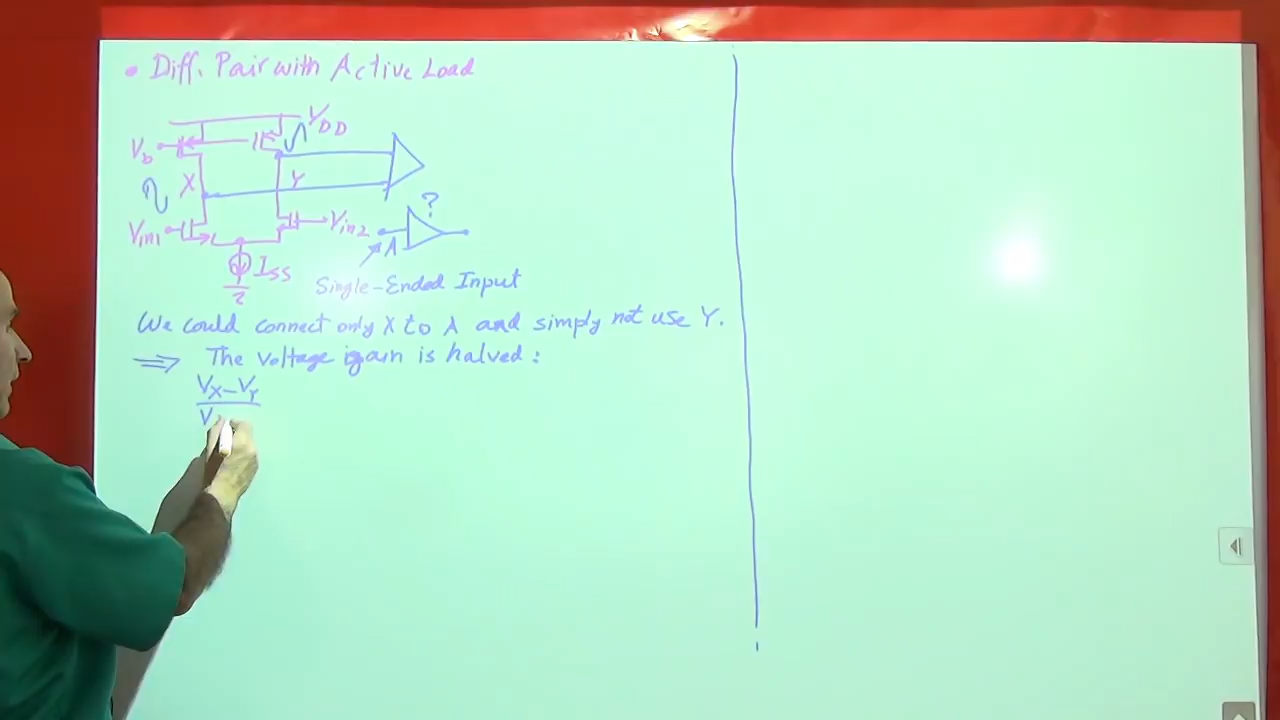 • Diff. Pair with Active Load
VDD
Vb
X
Y
Vin1
Vin2
?
A
ISS
Single-Ended Input
We could connect only X to A and simply not use Y.
⇒ The voltage gain is halved:
VX-VY
V